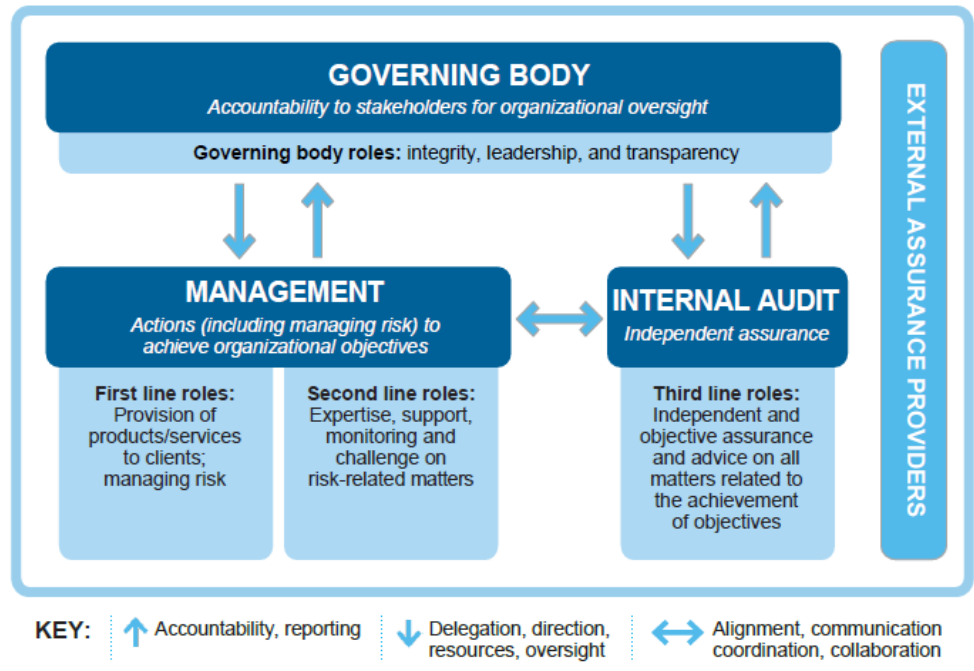 GOVERNING BODY
Accountability to stakeholders for organizational oversight
Governing body roles: integrity, leadership, and transparency
MANAGEMENT
Actions (including managing risk) to
achieve organizational objectives
First line roles:
Provision of
products/services
to clients;
managing risk
Second line roles:
Expertise, support,
monitoring and
challenge on
risk-related matters
INTERNAL AUDIT
Independent assurance
Third line roles:
Independent and
objective assurance
and advice on all
matters related to
the achievement
of objectives
EXTERNAL ASSURANCE PROVIDERS
KEY:
Accountability, reporting
Delegation, direction,
resources, oversight
Alignment, communication
coordination, collaboration